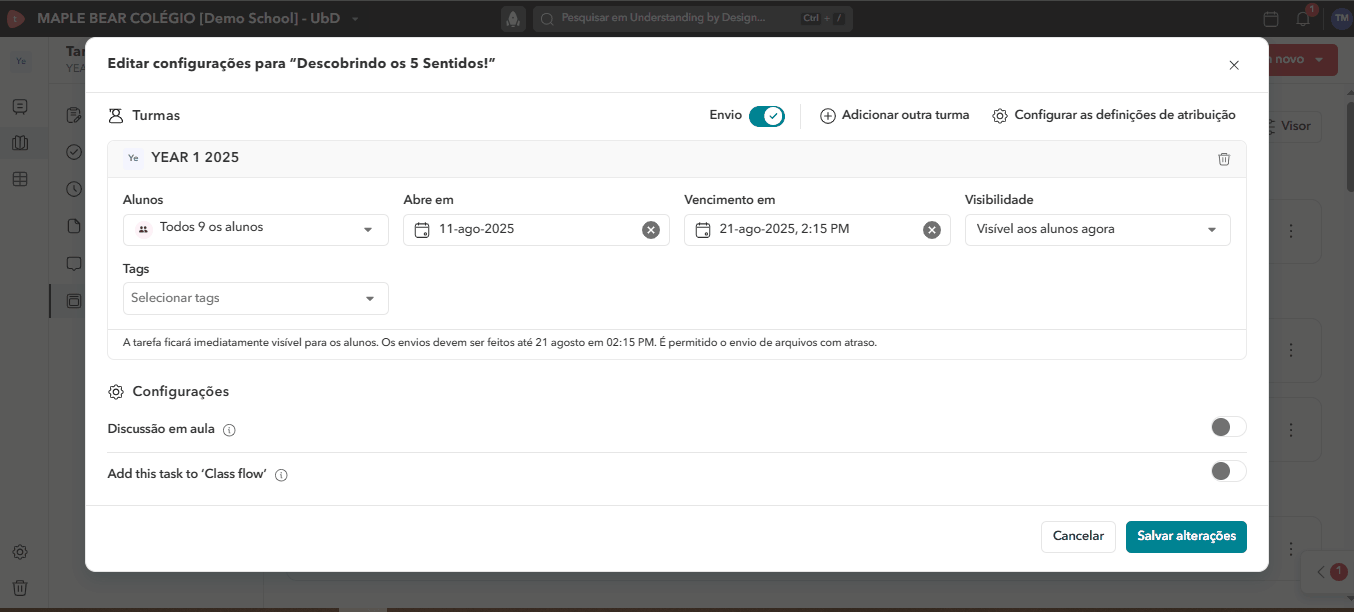 MAPLE BEAR COLÉGIO [Demo School] - UbD
Pesquisar em Understanding by Design... Ctrl + /
1
TM
Ye
Tar
YEA
novo
Visor
Editar configurações para “Descobrindo os 5 Sentidos!”
Turmas
Envio
Adicionar outra turma
Configurar as definições de atribuição
Ye YEAR 1 2025
Alunos
Abre em
Vencimento em
Visibilidade
Todos 9 os alunos
11-ago-2025
21-ago-2025, 2:15 PM
Visível aos alunos agora
Tags
Selecionar tags
A tarefa ficará imediatamente visível para os alunos. Os envios devem ser feitos até 21 agosto em 02:15 PM. É permitido o envio de arquivos com atraso.
Configurações
Discussão em aula
Add this task to ‘Class flow’
Cancelar
Salvar alterações
1